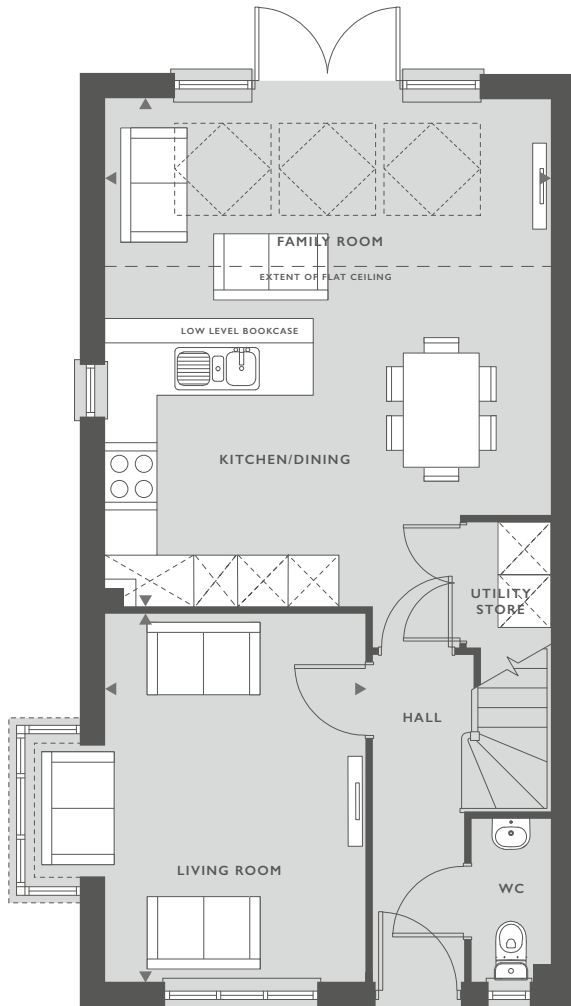 FAMILY ROOM
EXTENT OF FLAT CEILING
LOW LEVEL BOOKCASE
KITCHEN/DINING
UTILITY
STORE
HALL
LIVING ROOM
WC